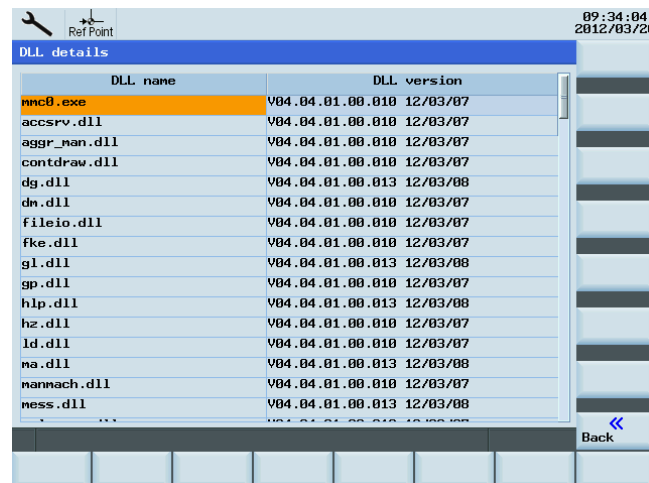 09:34:04
Ref Point
2012/03/2
DLL details
DLL name DLL version
mmc0.exe V04.04.01.00.010 12/03/07
accsrv.dll V04.04.01.00.010 12/03/07
aggr_man.dll V04.04.01.00.010 12/03/07
contdraw.dll V04.04.01.00.010 12/03/07
dg.dll V04.04.01.00.013 12/03/08
dm.dll V04.04.01.00.010 12/03/07
fileio.dll V04.04.01.00.010 12/03/07
fke.dll V04.04.01.00.010 12/03/07
gl.dll V04.04.01.00.013 12/03/08
gp.dll V04.04.01.00.010 12/03/07
hlp.dll V04.04.01.00.013 12/03/08
hz.dll V04.04.01.00.010 12/03/07
ld.dll V04.04.01.00.010 12/03/07
ma.dll V04.04.01.00.013 12/03/08
manmach.dll V04.04.01.00.010 12/03/07
mess.dll V04.04.01.00.013 12/03/08
Back